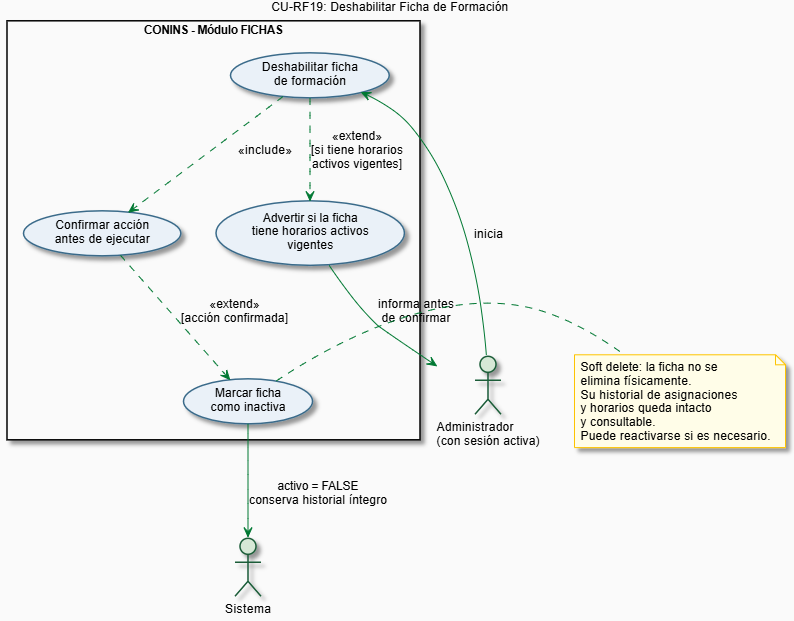 CU-RF19: Deshabilitar Ficha de Formación
CONINS - Módulo FICHAS
Deshabilitar ficha
de formación
«include»
«extend»
[si tiene horarios
activos vigentes]
Confirmar acción
antes de ejecutar
Advertir si la ficha
tiene horarios activos
vigentes
inicia
«extend»
[acción confirmada]
informa antes
de confirmar
Marcar ficha
como inactiva
Administrador
(con sesión activa)
Soft delete: la ficha no se
elimina físicamente.
Su historial de asignaciones
y horarios queda intacto
y consultable.
Puede reactivarse si es necesario.
activo = FALSE
conserva historial íntegro
Sistema